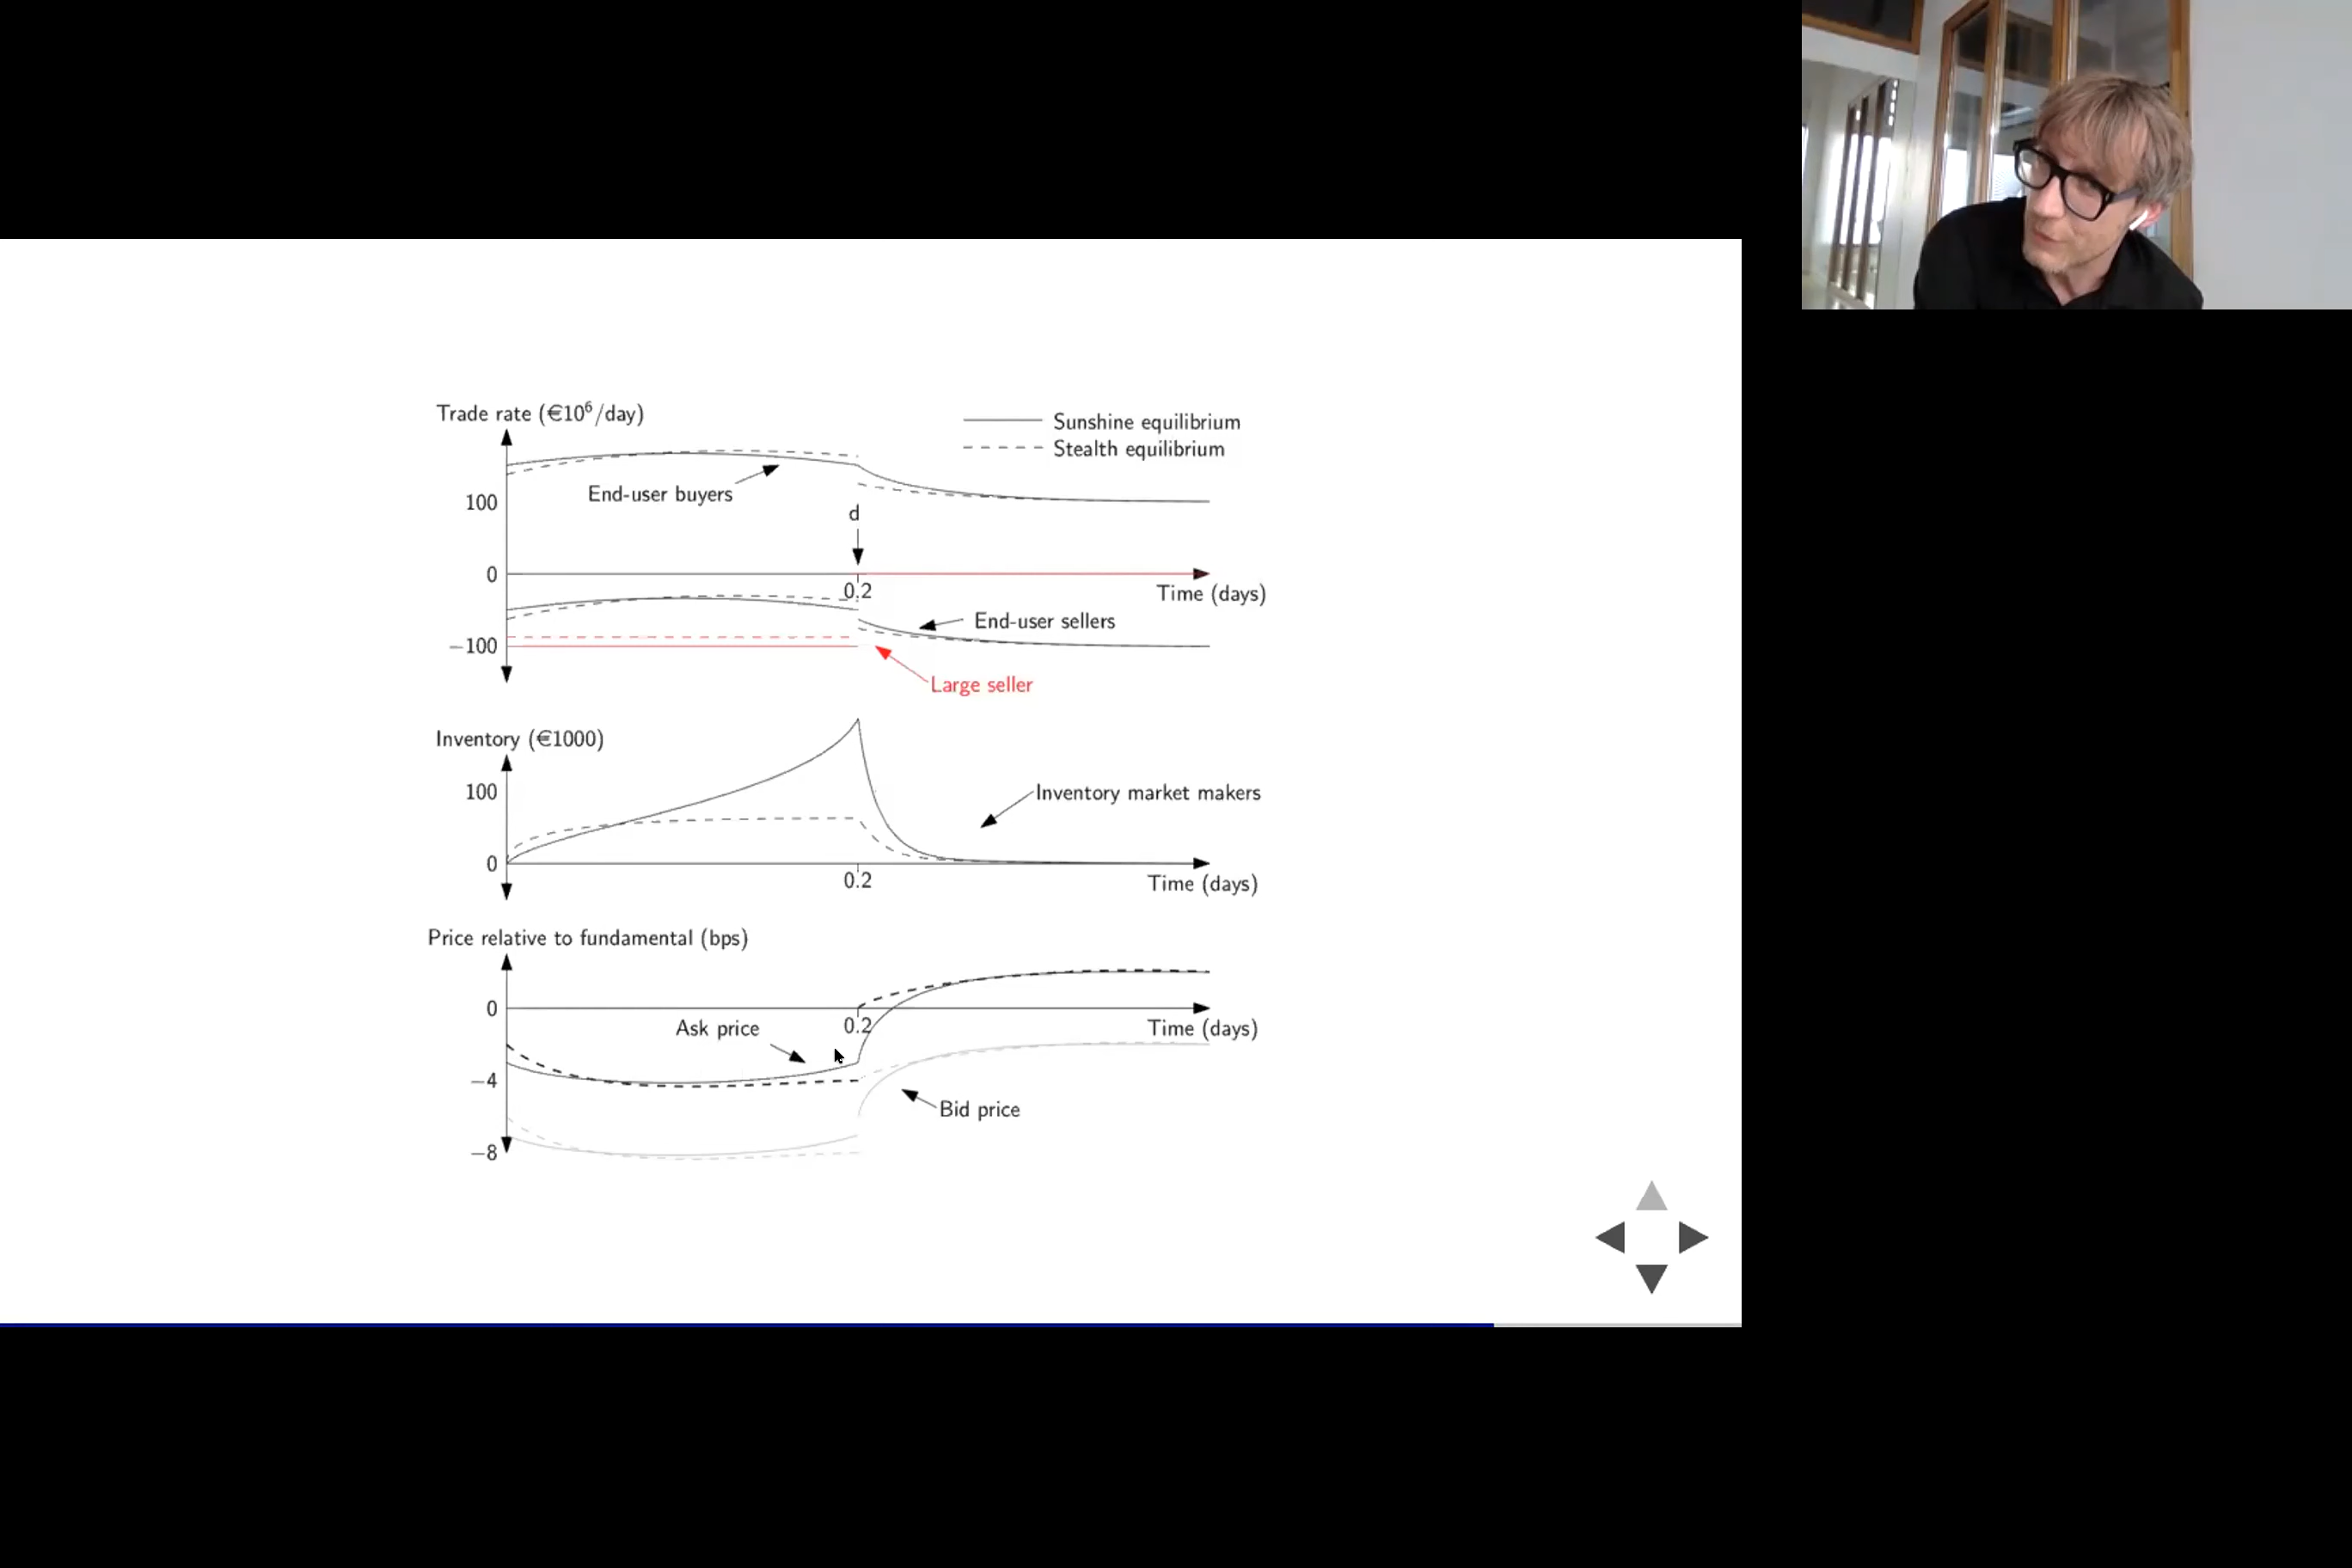 Trade rate (€10⁶/day)
Sunshine equilibrium
Stealth equilibrium
End-user buyers
100
d
0
0.2
Time (days)
End-user sellers
−100
Large seller
Inventory (€1000)
100
Inventory market makers
0
0.2
Time (days)
Price relative to fundamental (bps)
0
Ask price
0.2
Time (days)
−4
Bid price
−8